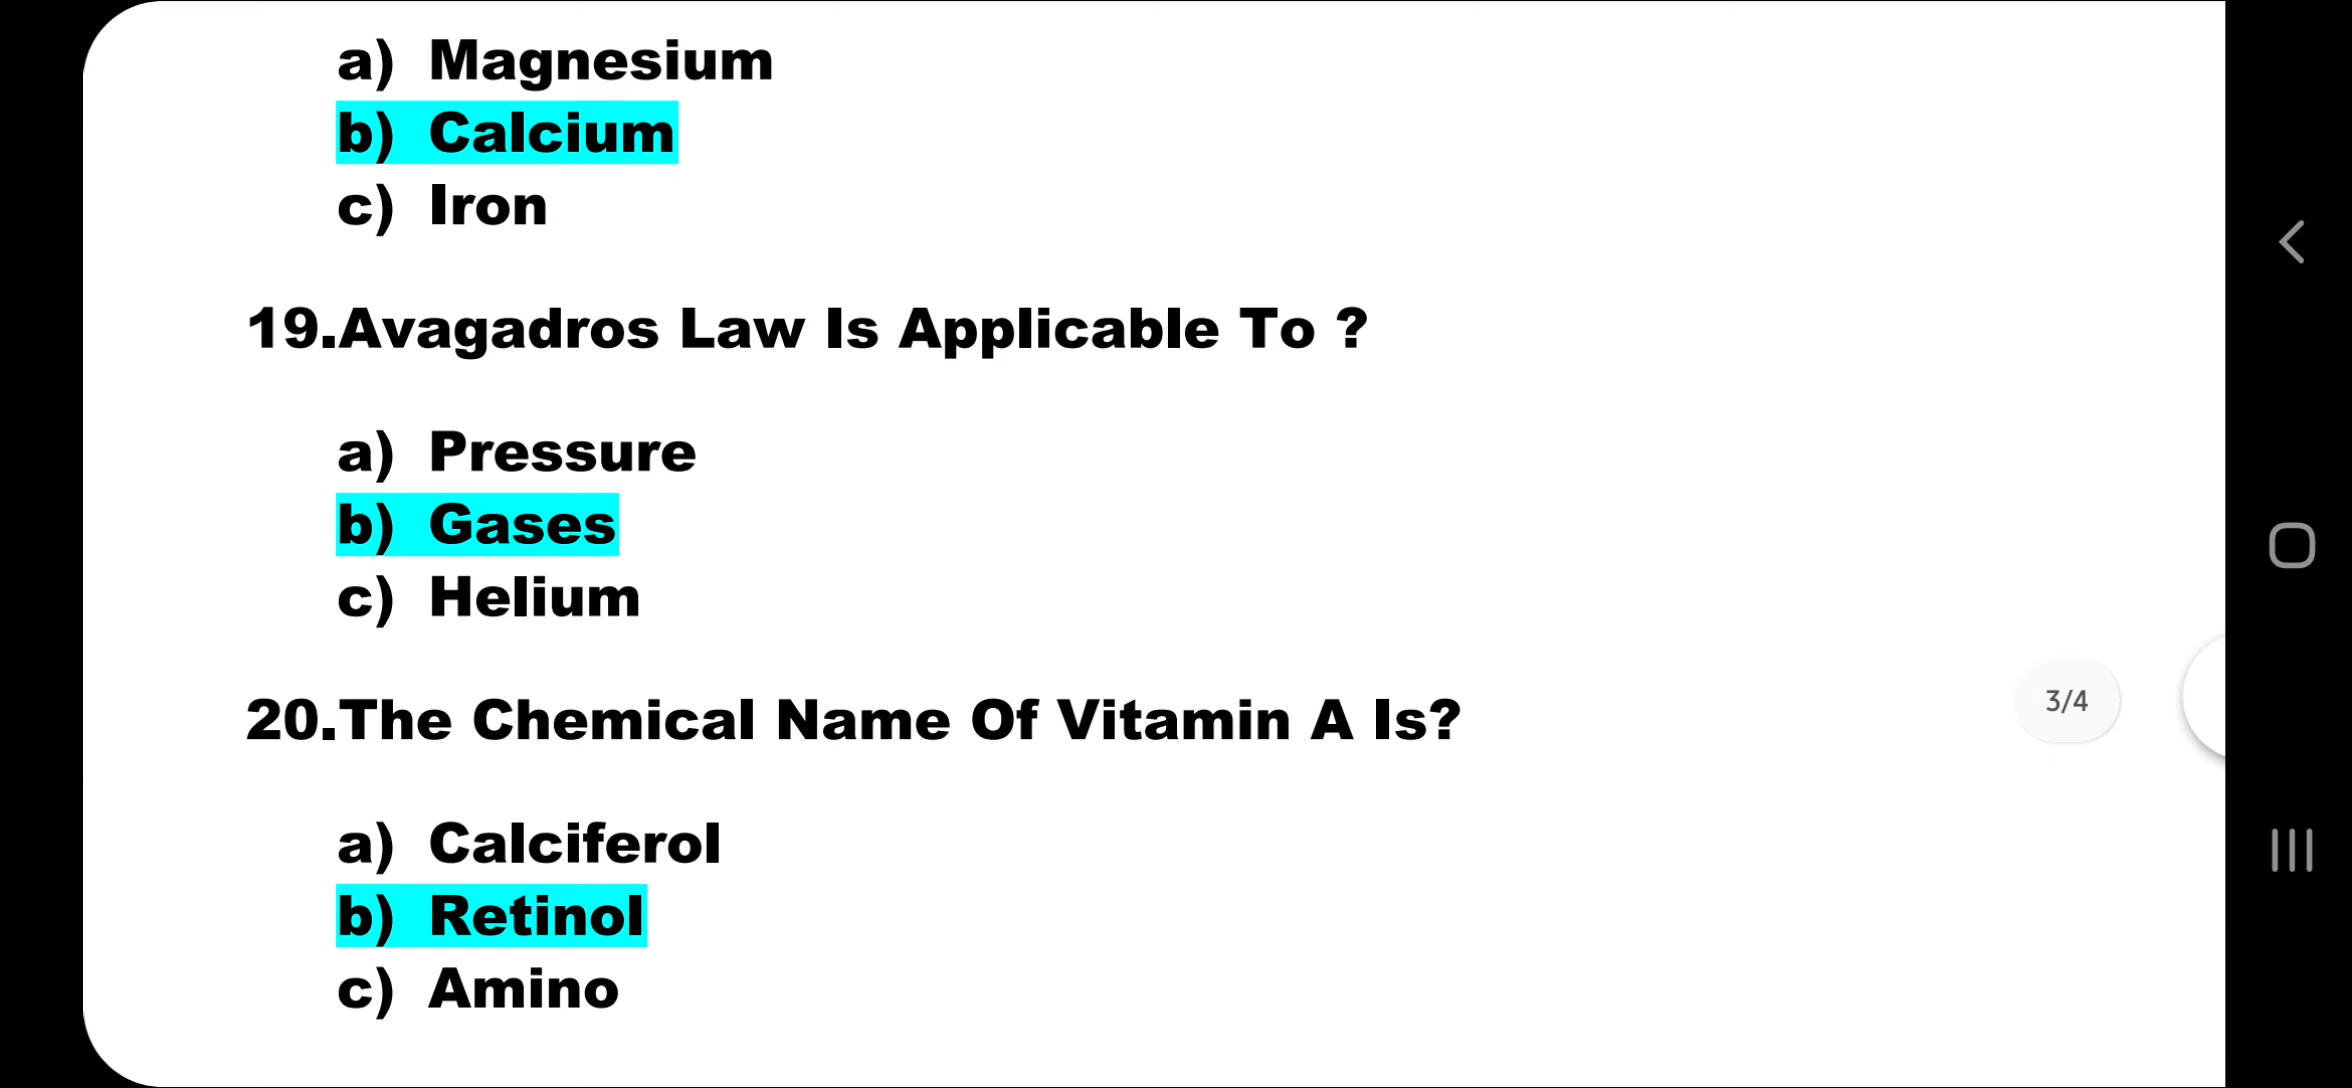 a) Magnesium
b) Calcium
c) Iron
19.Avagadros Law Is Applicable To ?
a) Pressure
b) Gases
c) Helium
20.The Chemical Name Of Vitamin A Is?
3/4
a) Calciferol
b) Retinol
c) Amino